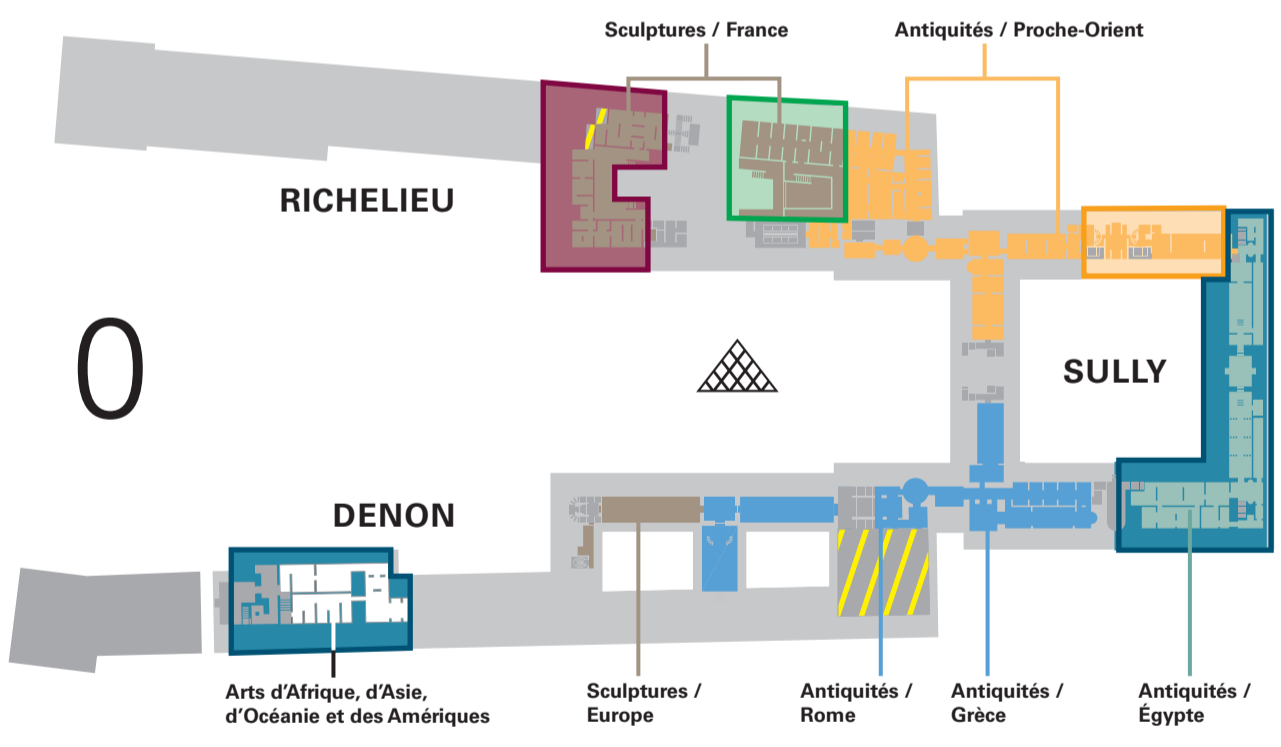 Sculptures / France
Antiquités / Proche-Orient
RICHELIEU
0
SULLY
DENON
Arts d’Afrique, d’Asie,
d’Océanie et des Amériques
Sculptures /
Europe
Antiquités /
Rome
Antiquités /
Grèce
Antiquités /
Égypte